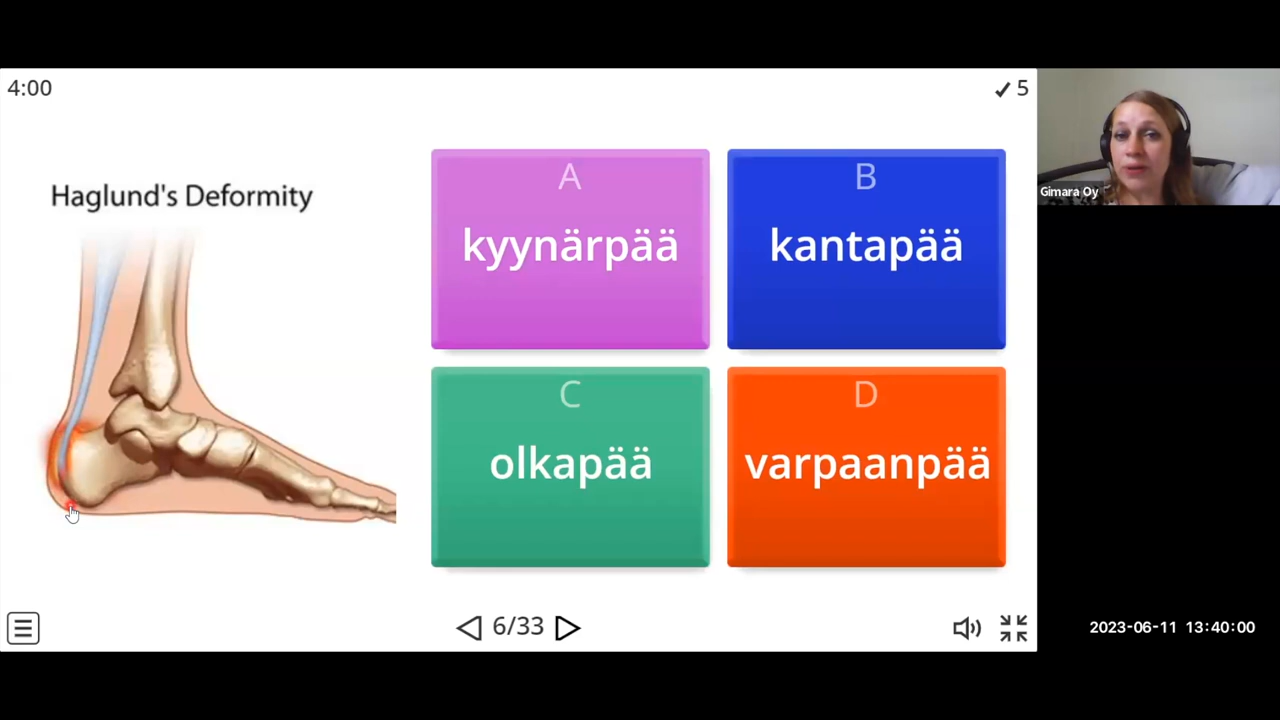 4:00
✓ 5
Haglund's Deformity
A
kyynärpää
B
kantapää
C
olkapää
D
varpaanpää
6/33
Gimara Oy
2023-06-11 13:40:00